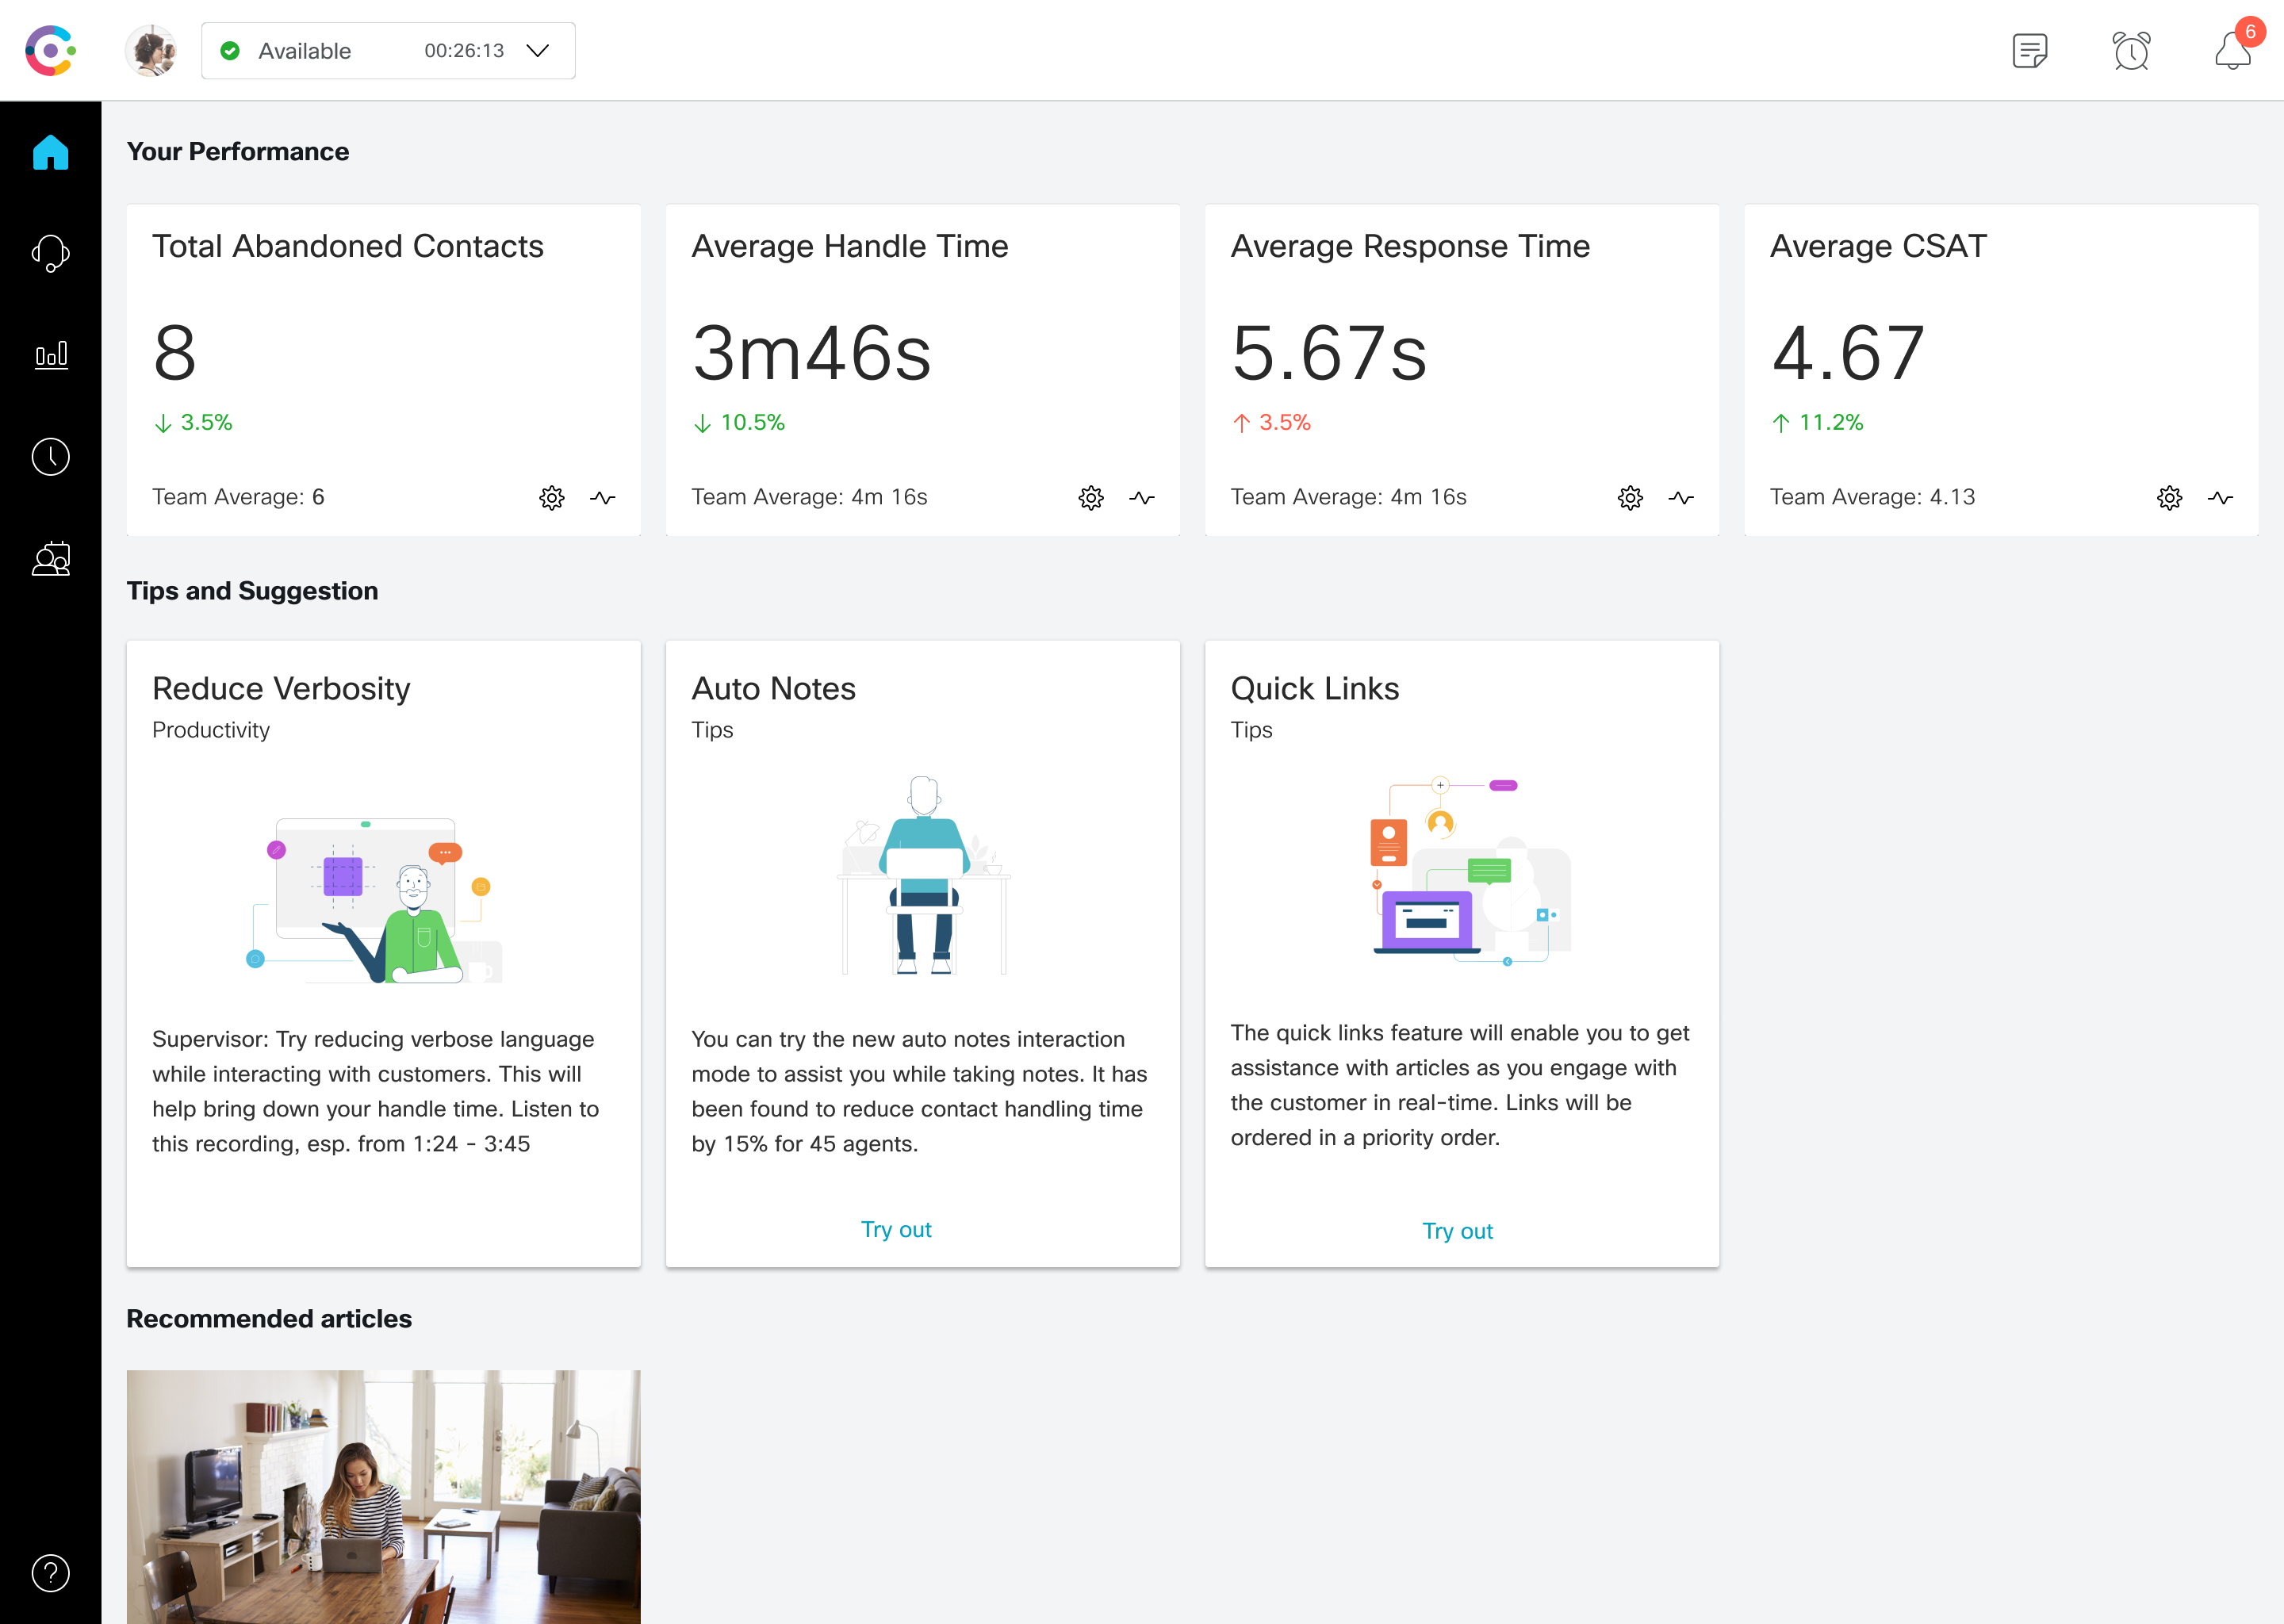 Available 00:26:13
6
Your Performance
Total Abandoned Contacts
8
3.5%
Team Average: 6
Average Handle Time
3m46s
10.5%
Team Average: 4m 16s
Average Response Time
5.67s
3.5%
Team Average: 4m 16s
Average CSAT
4.67
11.2%
Team Average: 4.13
Tips and Suggestion
Reduce Verbosity
Productivity
Supervisor: Try reducing verbose language
while interacting with customers. This will
help bring down your handle time. Listen to
this recording, esp. from 1:24 - 3:45
Auto Notes
Tips
You can try the new auto notes interaction
mode to assist you while taking notes. It has
been found to reduce contact handling time
by 15% for 45 agents.
Try out
Quick Links
Tips
The quick links feature will enable you to get
assistance with articles as you engage with
the customer in real-time. Links will be
ordered in a priority order.
Try out
Recommended articles